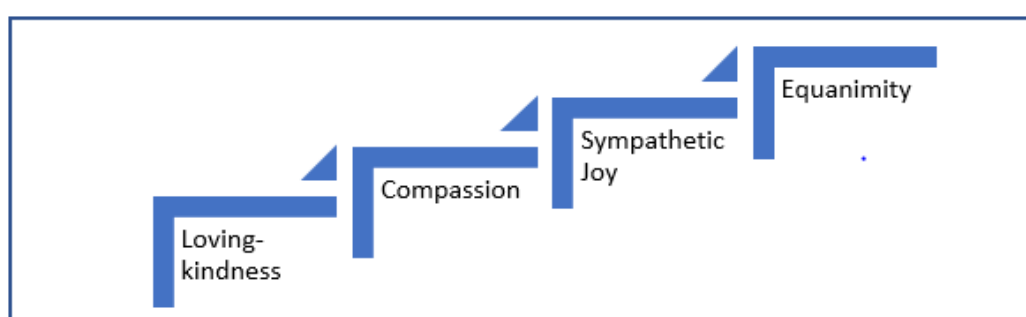 Loving-
kindness
Compassion
Sympathetic
Joy
Equanimity